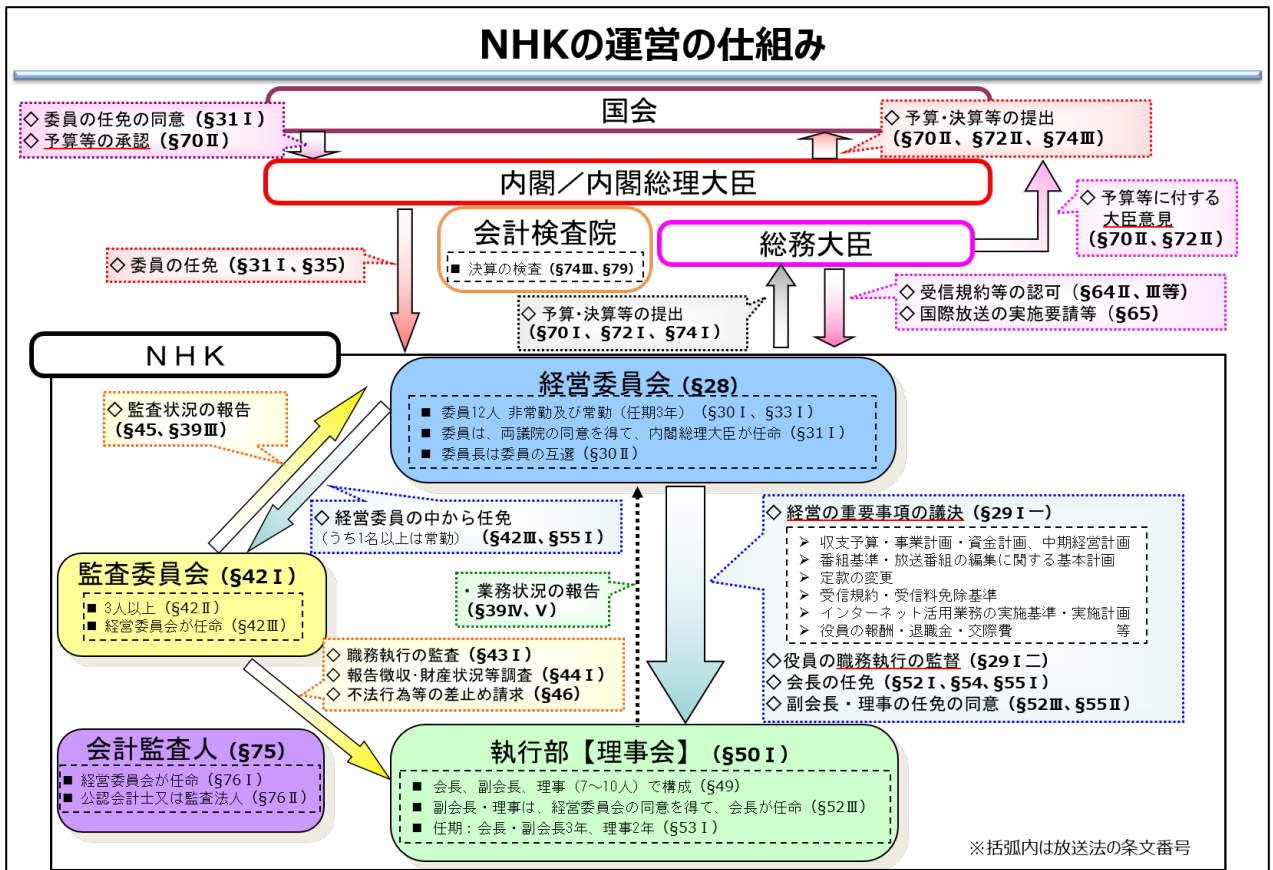 NHKの運営の仕組み
国会
◇ 委員の任免の同意 (§31Ⅰ)
◇ 予算等の承認 (§70Ⅱ)
◇ 予算・決算等の提出
(§70Ⅱ、§72Ⅱ、§74Ⅲ)
内閣／内閣総理大臣
◇ 予算等に付する
大臣意見
(§70Ⅱ、§72Ⅱ)
会計検査院
■ 決算の検査 (§74Ⅲ、§79)
総務大臣
◇ 委員の任免 (§31Ⅰ、§35)
◇ 予算・決算等の提出
(§70Ⅰ、§72Ⅰ、§74Ⅰ)
◇ 受信規約等の認可 (§64Ⅱ、Ⅲ等)
◇ 国際放送の実施要請等 (§65)
ＮＨＫ
経営委員会 (§28)
■ 委員12人 非常勤及び常勤（任期3年） (§30Ⅰ、§33Ⅰ)
■ 委員は、両議院の同意を得て、内閣総理大臣が任命 (§31Ⅰ)
■ 委員長は委員の互選 (§30Ⅱ)
◇ 監査状況の報告
(§45、§39Ⅲ)
◇ 経営委員の中から任免
（うち1名以上は常勤） (§42Ⅲ、§55Ⅰ)
◇ 経営の重要事項の議決 (§29Ⅰ一)
➢ 収支予算・事業計画・資金計画、中期経営計画
➢ 番組基準・放送番組の編集に関する基本計画
➢ 定款の変更
➢ 受信規約・受信料免除基準
➢ インターネット活用業務の実施基準・実施計画
➢ 役員の報酬・退職金・交際費 等
◇役員の職務執行の監督 (§29Ⅰ二)
◇ 会長の任免 (§52Ⅰ、§54、§55Ⅰ)
◇ 副会長・理事の任免の同意 (§52Ⅲ、§55Ⅱ)
監査委員会 (§42Ⅰ)
■ 3人以上 (§42Ⅱ)
■ 経営委員会が任命 (§42Ⅲ)
・業務状況の報告
(§39Ⅳ、Ⅴ)
◇ 職務執行の監査 (§43Ⅰ)
◇ 報告徴収・財産状況等調査 (§44Ⅰ)
◇ 不法行為等の差止め請求 (§46)
会計監査人 (§75)
■ 経営委員会が任命 (§76Ⅰ)
■ 公認会計士又は監査法人 (§76Ⅱ)
執行部【理事会】 (§50Ⅰ)
■ 会長、副会長、理事（7～10人）で構成 (§49)
■ 副会長・理事は、経営委員会の同意を得て、会長が任命 (§52Ⅲ)
■ 任期：会長・副会長3年、理事2年 (§53Ⅰ)
※括弧内は放送法の条文番号